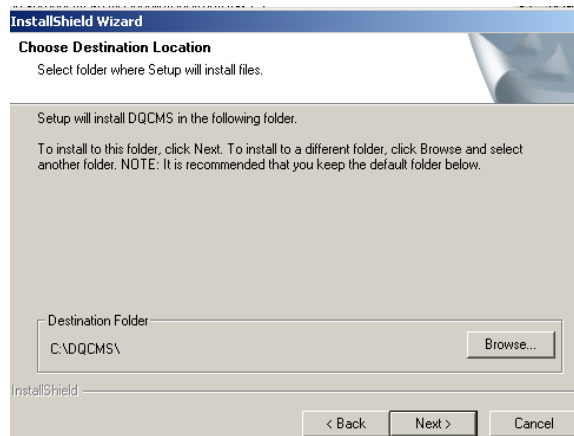 InstallShield Wizard
Choose Destination Location
Select folder where Setup will install files.
Setup will install DQCMS in the following folder.
To install to this folder, click Next. To install to a different folder, click Browse and select
another folder. NOTE: It is recommended that you keep the default folder below.
Destination Folder
C:\DQCMS\
Browse...
InstallShield
< Back
Next >
Cancel